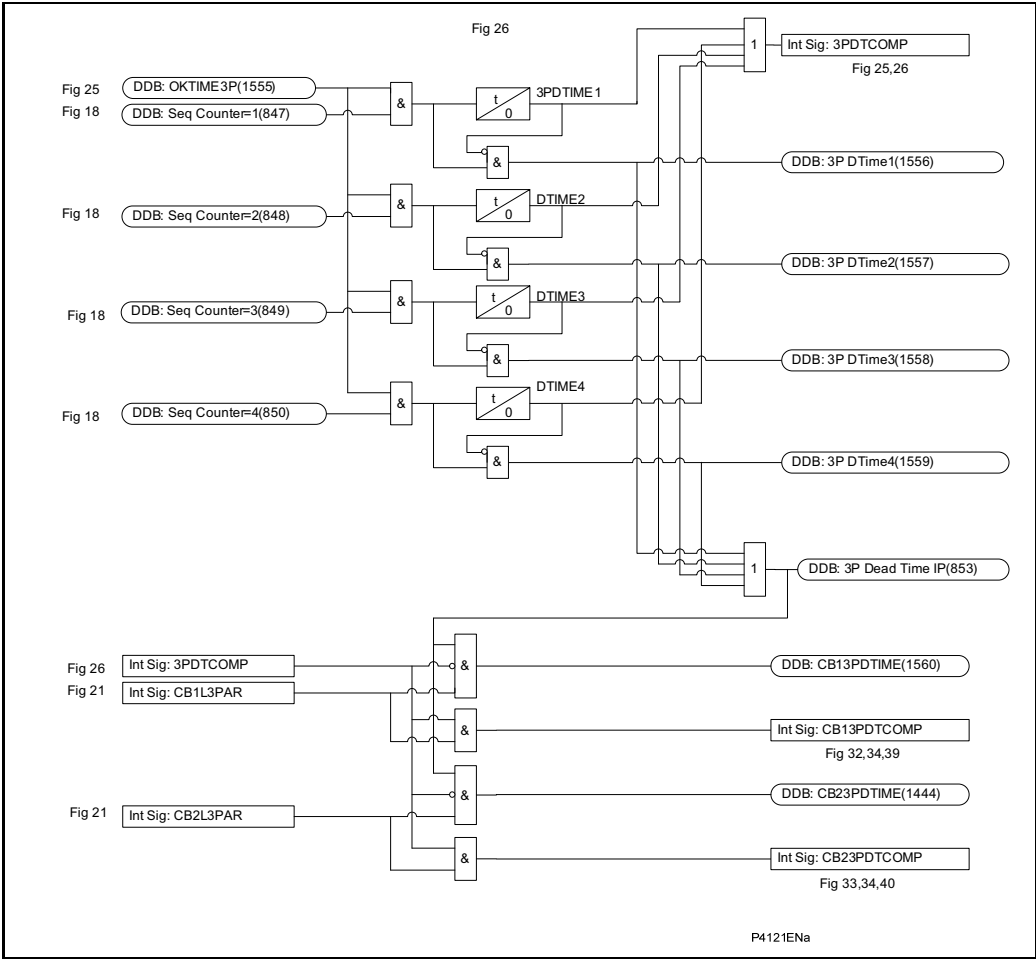 Fig 26
1
Int Sig: 3PDTCOMP
Fig 25,26
Fig 25
DDB: OKTIME3P(1555)
Fig 18
DDB: Seq Counter=1(847)
&
t
0
3PDTIME1
&
DDB: 3P DTime1(1556)
Fig 18
DDB: Seq Counter=2(848)
&
t
0
DTIME2
&
DDB: 3P DTime2(1557)
Fig 18
DDB: Seq Counter=3(849)
&
t
0
DTIME3
&
DDB: 3P DTime3(1558)
Fig 18
DDB: Seq Counter=4(850)
&
t
0
DTIME4
&
DDB: 3P DTime4(1559)
1
DDB: 3P Dead Time IP(853)
Fig 26
Int Sig: 3PDTCOMP
&
DDB: CB13PDTIME(1560)
Fig 21
Int Sig: CB1L3PAR
&
Int Sig: CB13PDTCOMP
Fig 32,34,39
&
DDB: CB23PDTIME(1444)
Fig 21
Int Sig: CB2L3PAR
&
Int Sig: CB23PDTCOMP
Fig 33,34,40
P4121ENa